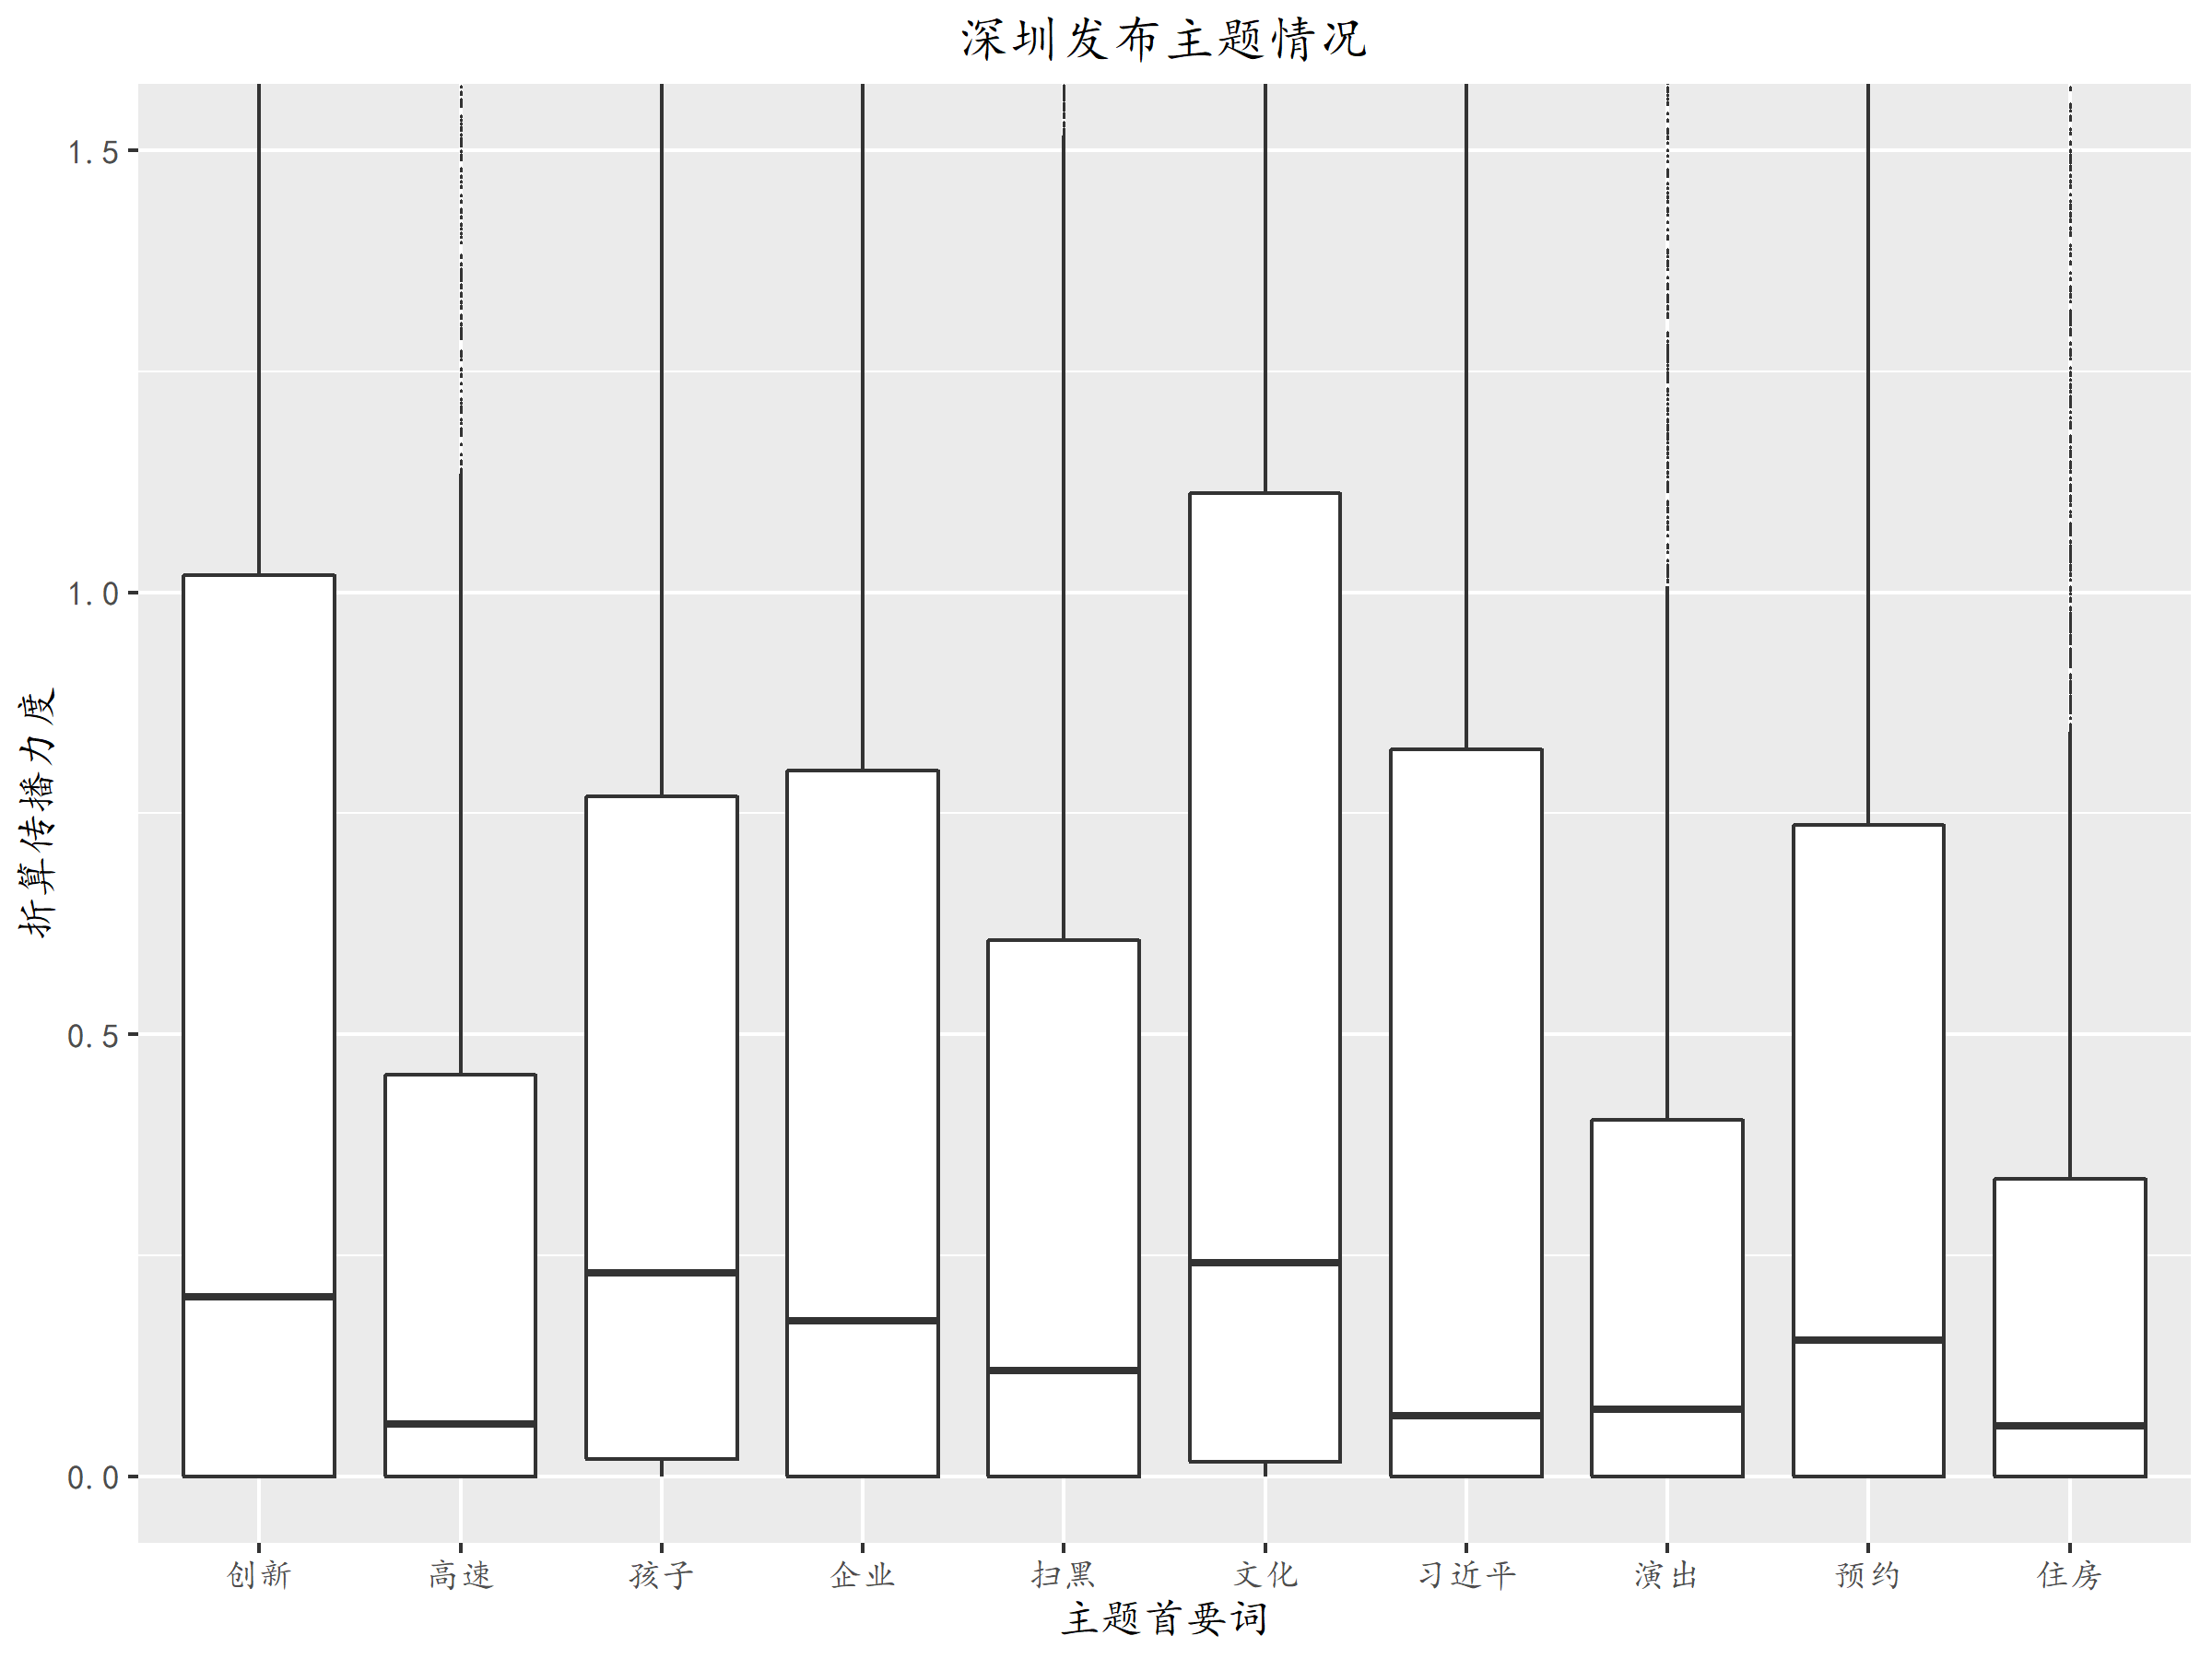 深圳发布主题情况
折算传播力度
1.5
1.0
0.5
0.0
创新 高速 孩子 企业 扫黑 文化 习近平 演出 预约 住房
主题首要词